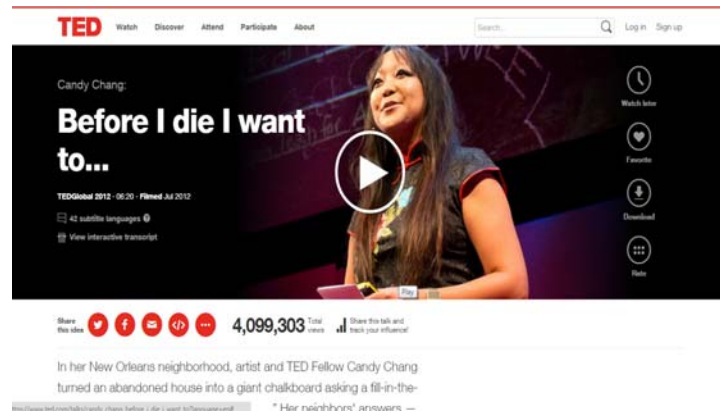 TED Watch Discover Attend Participate About Search... Log in Sign up
Candy Chang:
Before I die I want
to...
TEDGlobal 2012 · 06:20 · Filmed Jul 2012
42 subtitle languages
View interactive transcript
Watch later
Favorite
Download
Rate
Play
Share
this idea
4,099,303 Total
views
Share this talk and
track your influence!
In her New Orleans neighborhood, artist and TED Fellow Candy Chang
turned an abandoned house into a giant chalkboard asking a fill-in-the-
" Her neighbors' answers —